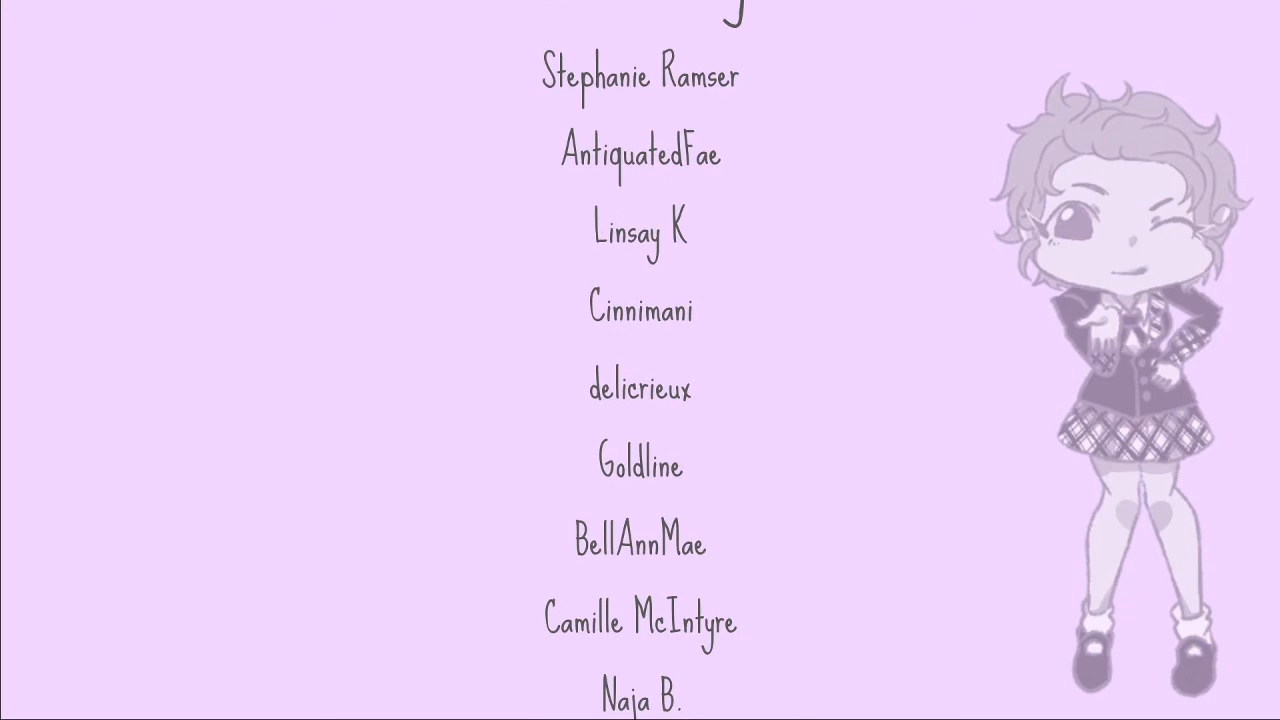 Stephanie Ramser
AntiquatedFae
Linsay K
Cinnimani
delicrieux
Goldline
BellAnnMae
Camille McIntyre
Naja B.